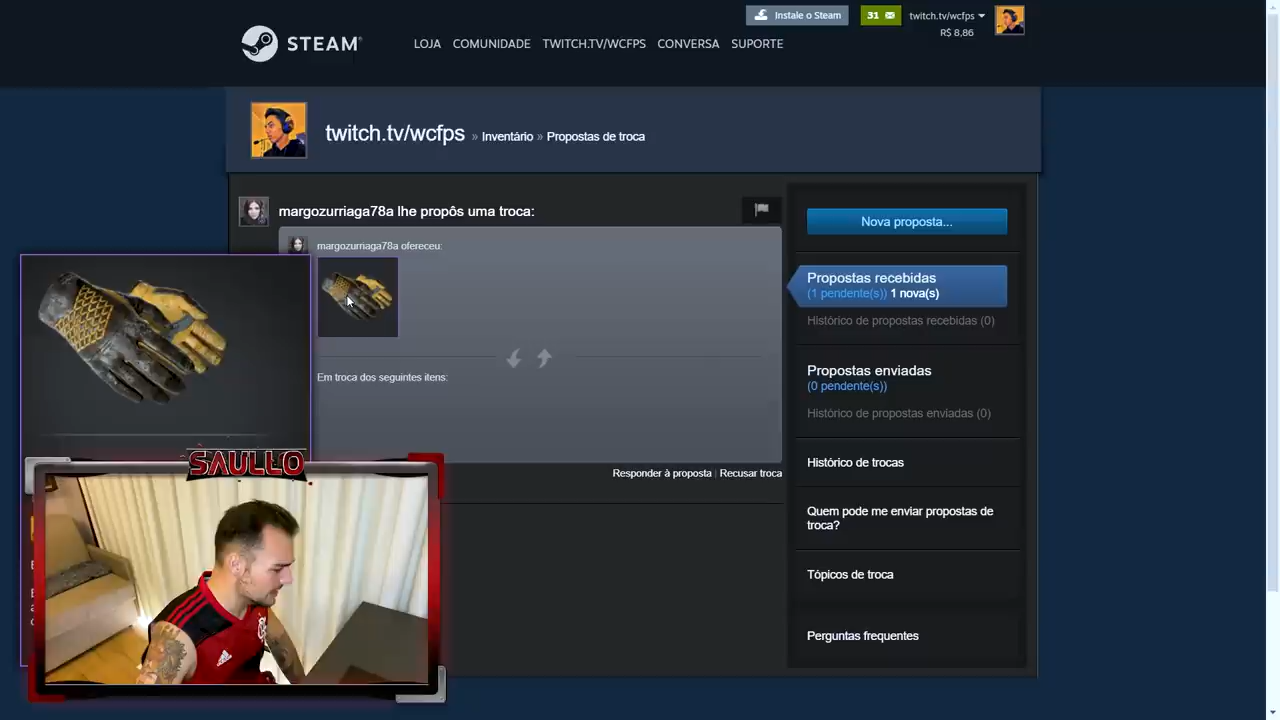 Instale o Steam
31
twitch.tv/wcfps
R$ 8,86
STEAM®
LOJA
COMUNIDADE
TWITCH.TV/WCFPS
CONVERSA
SUPORTE
twitch.tv/wcfps » Inventário » Propostas de troca
margozurriaga78a lhe propôs uma troca:
margozurriaga78a ofereceu:
Em troca dos seguintes itens:
Responder à proposta | Recusar troca
Nova proposta...
Propostas recebidas
(1 pendente(s)) 1 nova(s)
Histórico de propostas recebidas (0)
Propostas enviadas
(0 pendente(s))
Histórico de propostas enviadas (0)
Histórico de trocas
Quem pode me enviar propostas de
troca?
Tópicos de troca
Perguntas frequentes
SAULLO